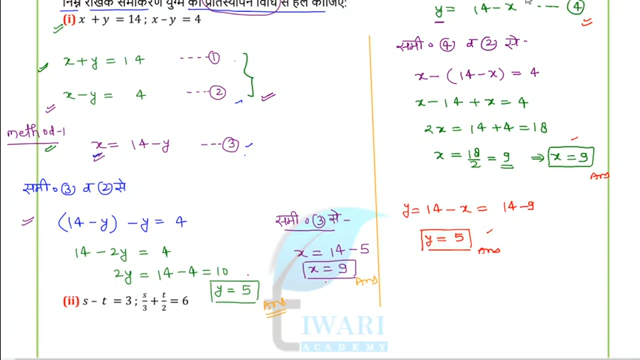 निम्न रैखिक समीकरण युग्म को प्रतिस्थापन विधि से हल कीजिए:
(i) x + y = 14 ; x – y = 4
x + y = 14 ---- ①
x - y = 4 ---- ②
method-1
x = 14 - y --- ③
समी० ③ व ② से
(14 - y) - y = 4
14 - 2y = 4
2y = 14 - 4 = 10
y = 5
Ans
समी० ③ से
x = 14 - 5
x = 9
Ans
(ii) s – t = 3 ; s/3 + t/2 = 6
y = 14 - x --- ④
समी० ④ व ② से
x - (14 - x) = 4
x - 14 + x = 4
2x = 14 + 4 = 18
x = 18/2 = 9 ⇒ x = 9
Ans
y = 14 - x = 14 - 9
y = 5
Ans
TIWARI
ACADEMY